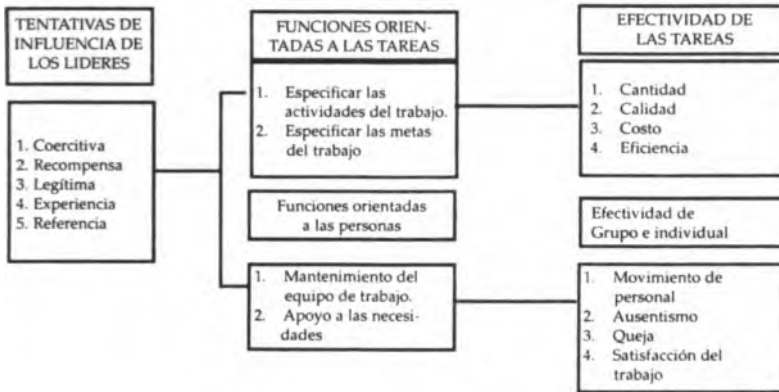 TENTATIVAS DE
INFLUENCIA DE
LOS LIDERES
1. Coercitiva
2. Recompensa
3. Legítima
4. Experiencia
5. Referencia
FUNCIONES ORIEN-
TADAS A LAS TAREAS
1. Especificar las
actividades del trabajo.
2. Especificar las metas
del trabajo
Funciones orientadas
a las personas
1. Mantenimiento del
equipo de trabajo.
2. Apoyo a las necesi-
dades
EFECTIVIDAD DE
LAS TAREAS
1. Cantidad
2. Calidad
3. Costo
4. Eficiencia
Efectividad de
Grupo e individual
1. Movimiento de
personal
2. Ausentismo
3. Queja
4. Satisfacción del
trabajo